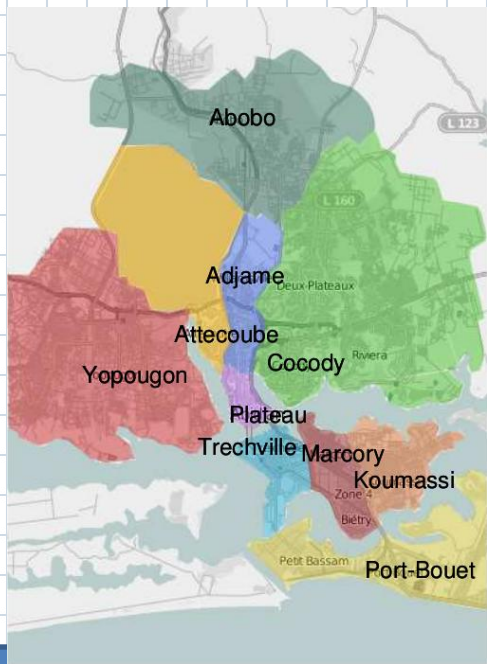 Abobo
L 123
L 160
Adjame
Deux-Plateaux
Attecoube
Cocody
Riviera
Yopougon
Plateau
Trechville
Marcory
Koumassi
Zone 4
Biétry
Petit Bassam
Port-Bouet